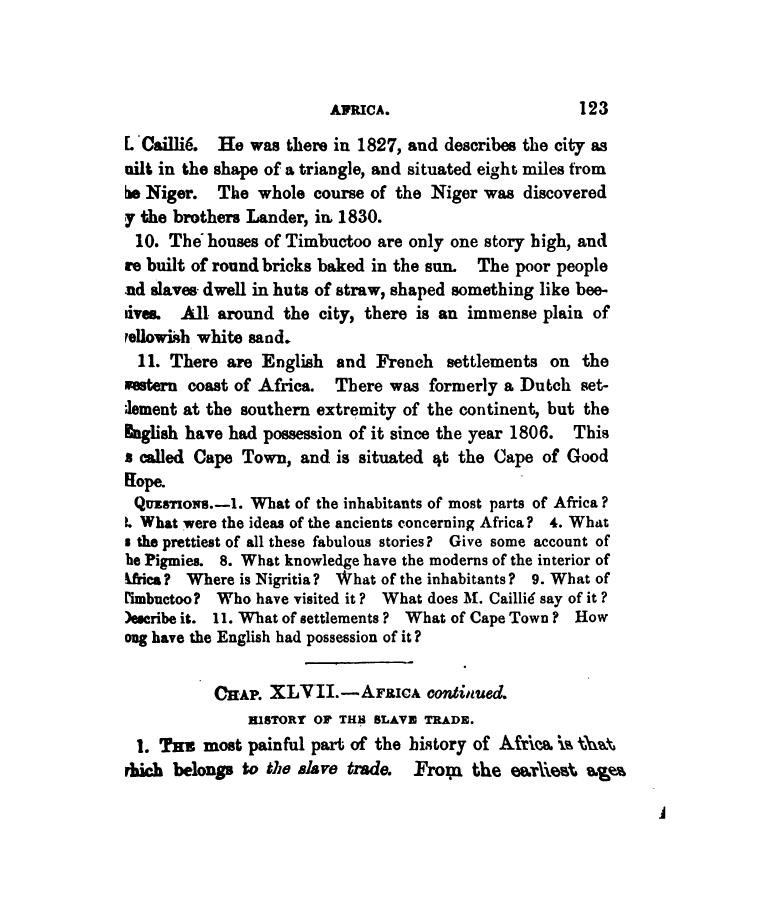 AFRICA. 123
[. Caillié. He was there in 1827, and describes the city as
uilt in the shape of a triangle, and situated eight miles from
he Niger. The whole course of the Niger was discovered
y the brothers Lander, in 1830.
10. The houses of Timbuctoo are only one story high, and
re built of round bricks baked in the sun. The poor people
nd slaves dwell in huts of straw, shaped something like bee-
ives. All around the city, there is an immense plain of
rellowish white sand.
11. There are English and French settlements on the
western coast of Africa. There was formerly a Dutch set-
lement at the southern extremity of the continent, but the
English have had possession of it since the year 1806. This
s called Cape Town, and is situated at the Cape of Good
Hope.
QUESTIONS.—1. What of the inhabitants of most parts of Africa?
. What were the ideas of the ancients concerning Africa? 4. What
s the prettiest of all these fabulous stories? Give some account of
he Pigmies. 8. What knowledge have the moderns of the interior of
Africa? Where is Nigritia? What of the inhabitants? 9. What of
Timbuctoo? Who have visited it? What does M. Caillié say of it?
Describe it. 11. What of settlements? What of Cape Town? How
ong have the English had possession of it?
CHAP. XLVII.—AFRICA continued.
HISTORY OF THE SLAVE TRADE.
1. THE most painful part of the history of Africa is that
which belongs to the slave trade. From the earliest ages